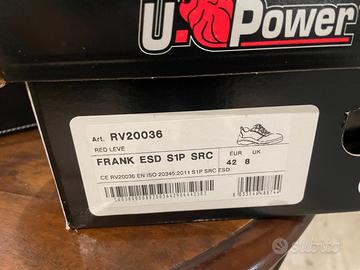 U-Power
Art. RV20036
RED LEVE
FRANK ESD S1P SRC
EUR UK
42 8
CE RV20036 EN ISO 20345:2011 S1P SRC ESD
subito